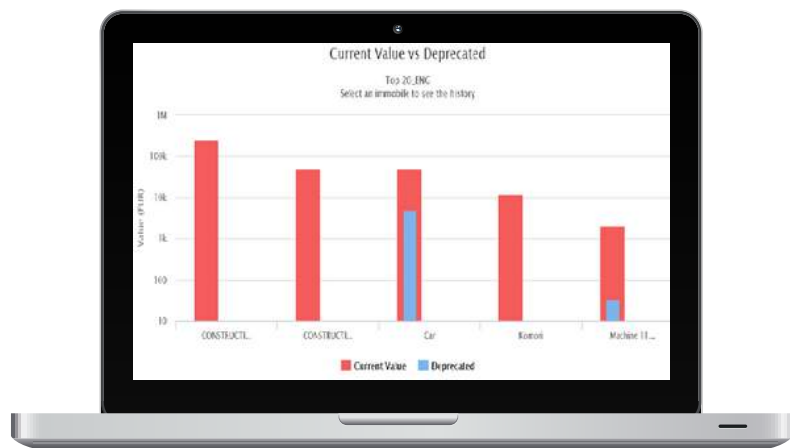 Current Value vs Deprecated
Top 20_ENC
Select an immobile to see the history
1M
100k
10k
1k
100
10
Value (EUR)
CONSTRUCTI...
CONSTRUCTI...
Car
Komori
Machine 11 ...
Current Value
Deprecated